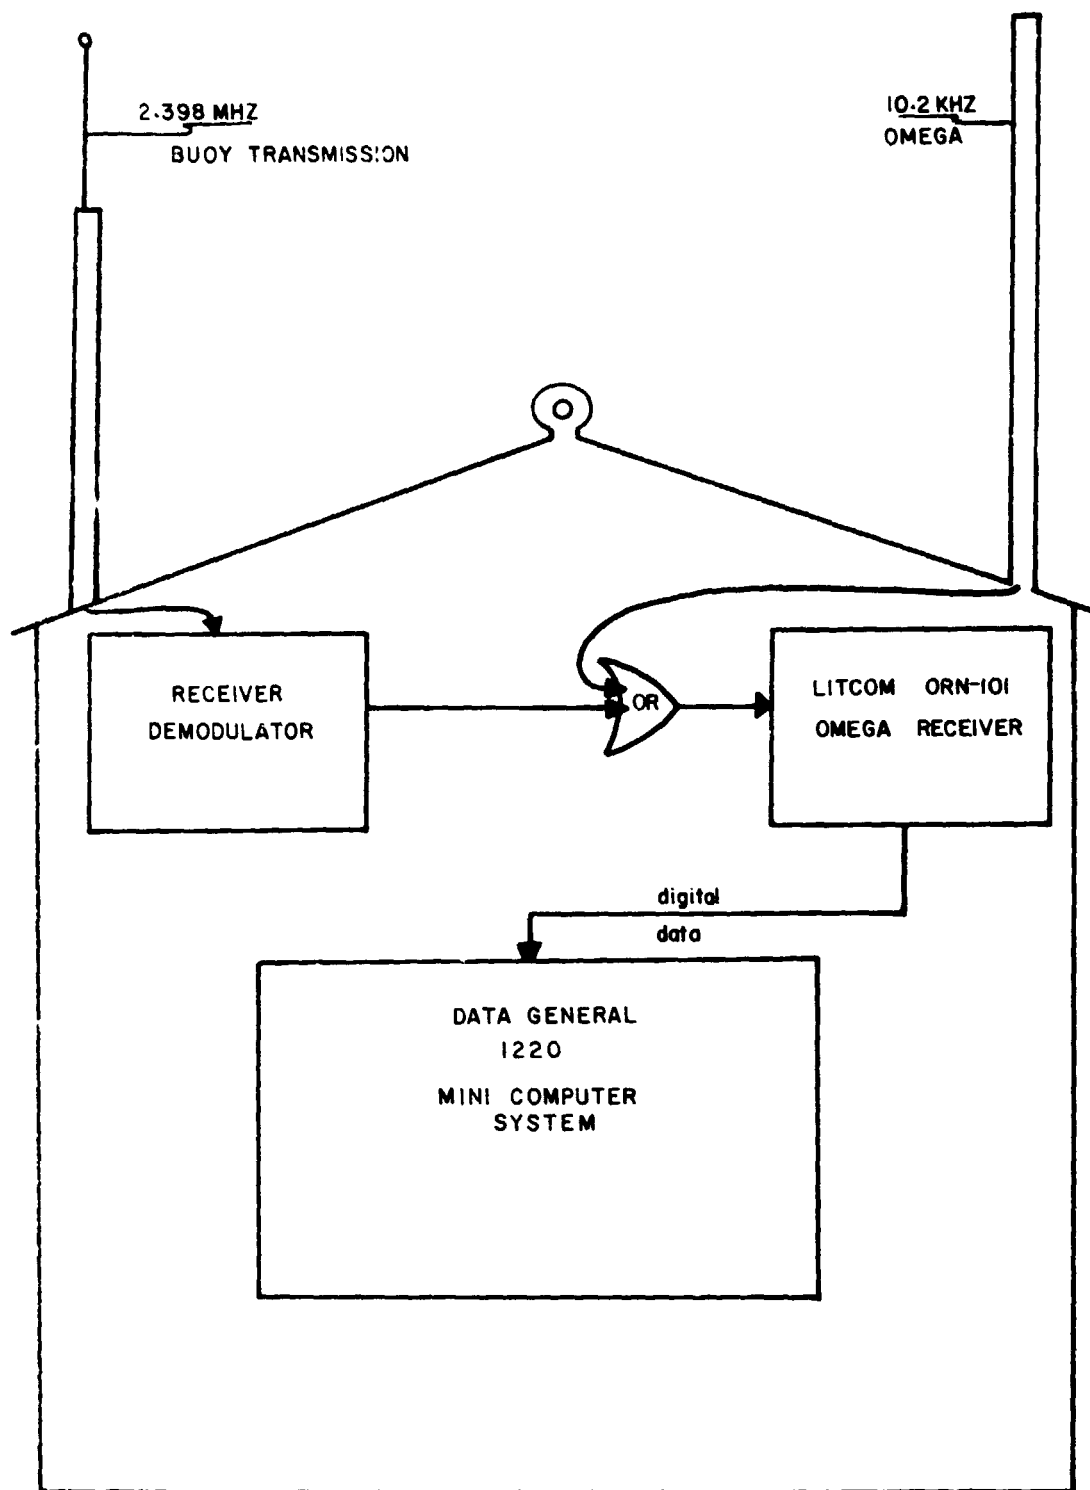 2.398 MHZ
BUOY TRANSMISSION
10.2 KHZ
OMEGA
RECEIVER
DEMODULATOR
OR
LITCOM ORN-101
OMEGA RECEIVER
digital
data
DATA GENERAL
1220
MINI COMPUTER
SYSTEM